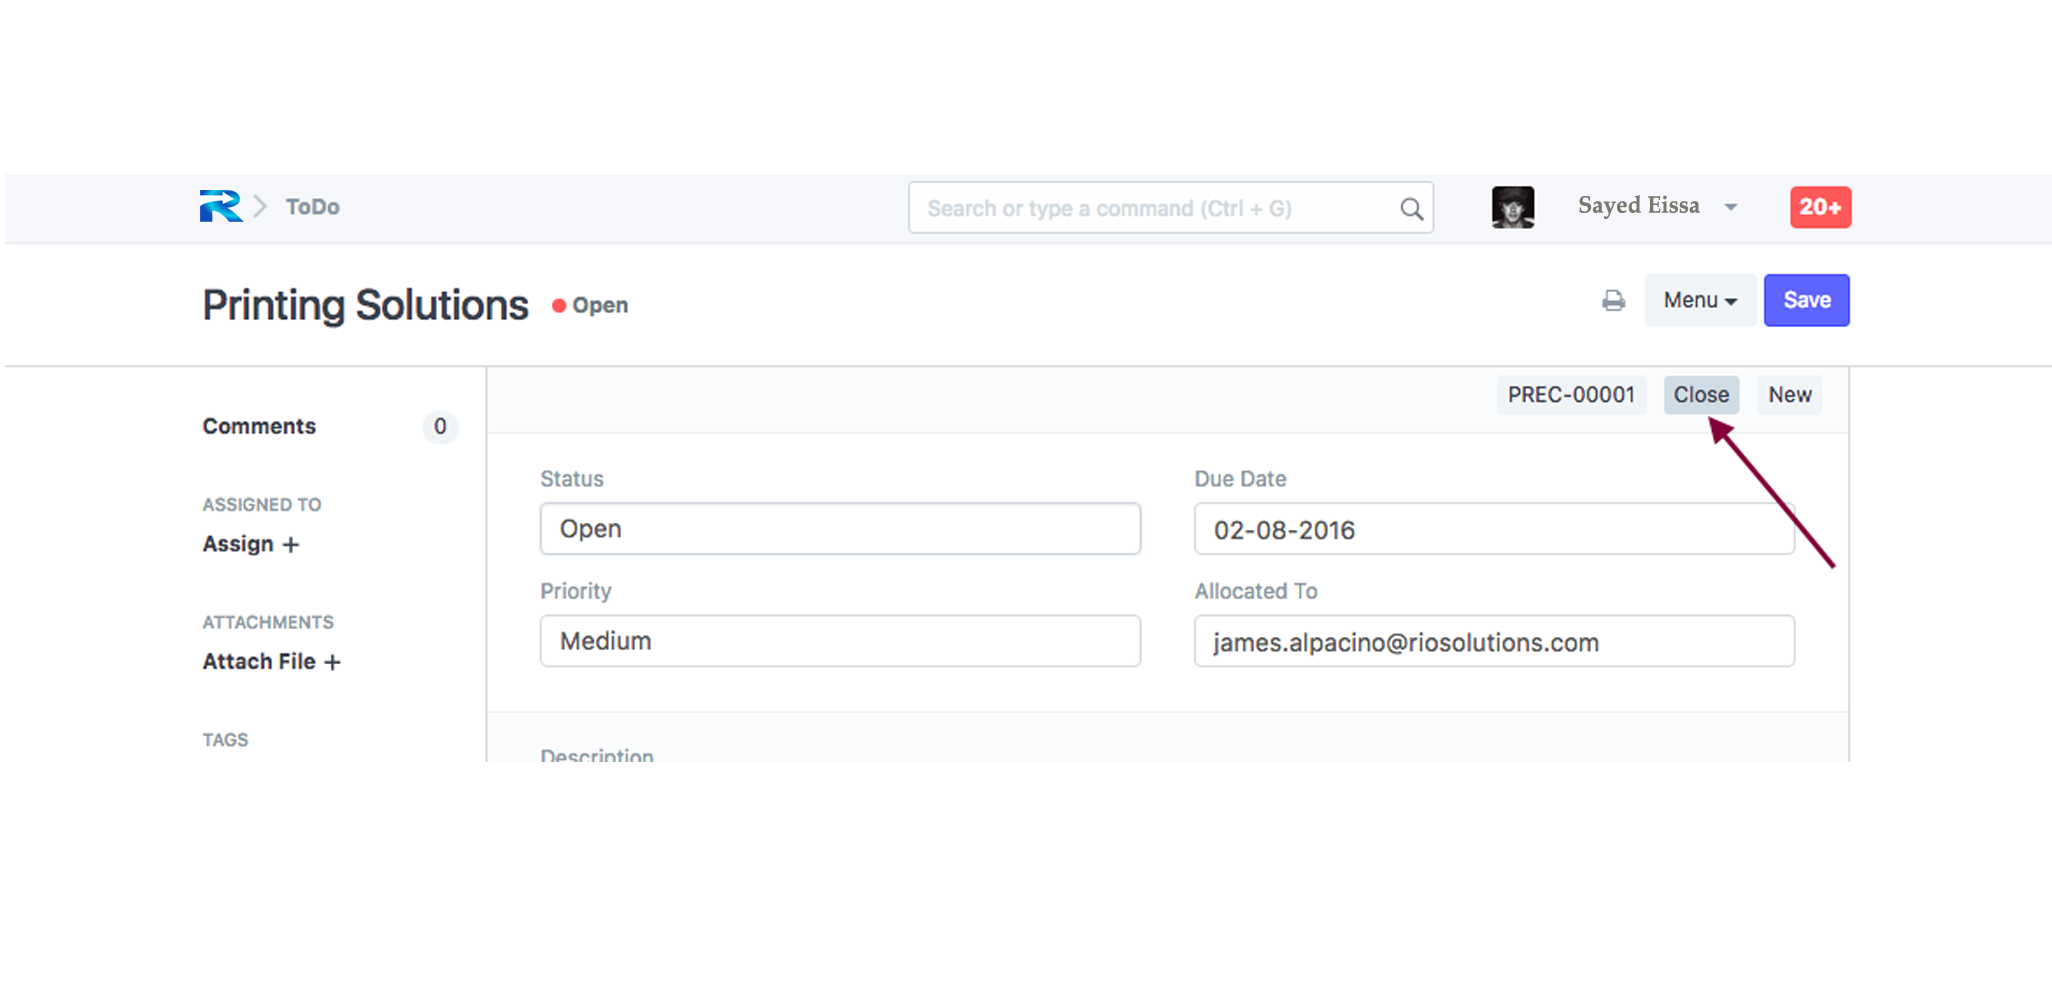 R ToDo Search or type a command (Ctrl + G) Sayed Eissa 20+
Printing Solutions Open Menu Save
PREC-00001 Close New
Comments 0
Status Due Date
ASSIGNED TO
Open 02-08-2016
Assign +
Priority Allocated To
ATTACHMENTS
Medium james.alpacino@riosolutions.com
Attach File +
TAGS
Description